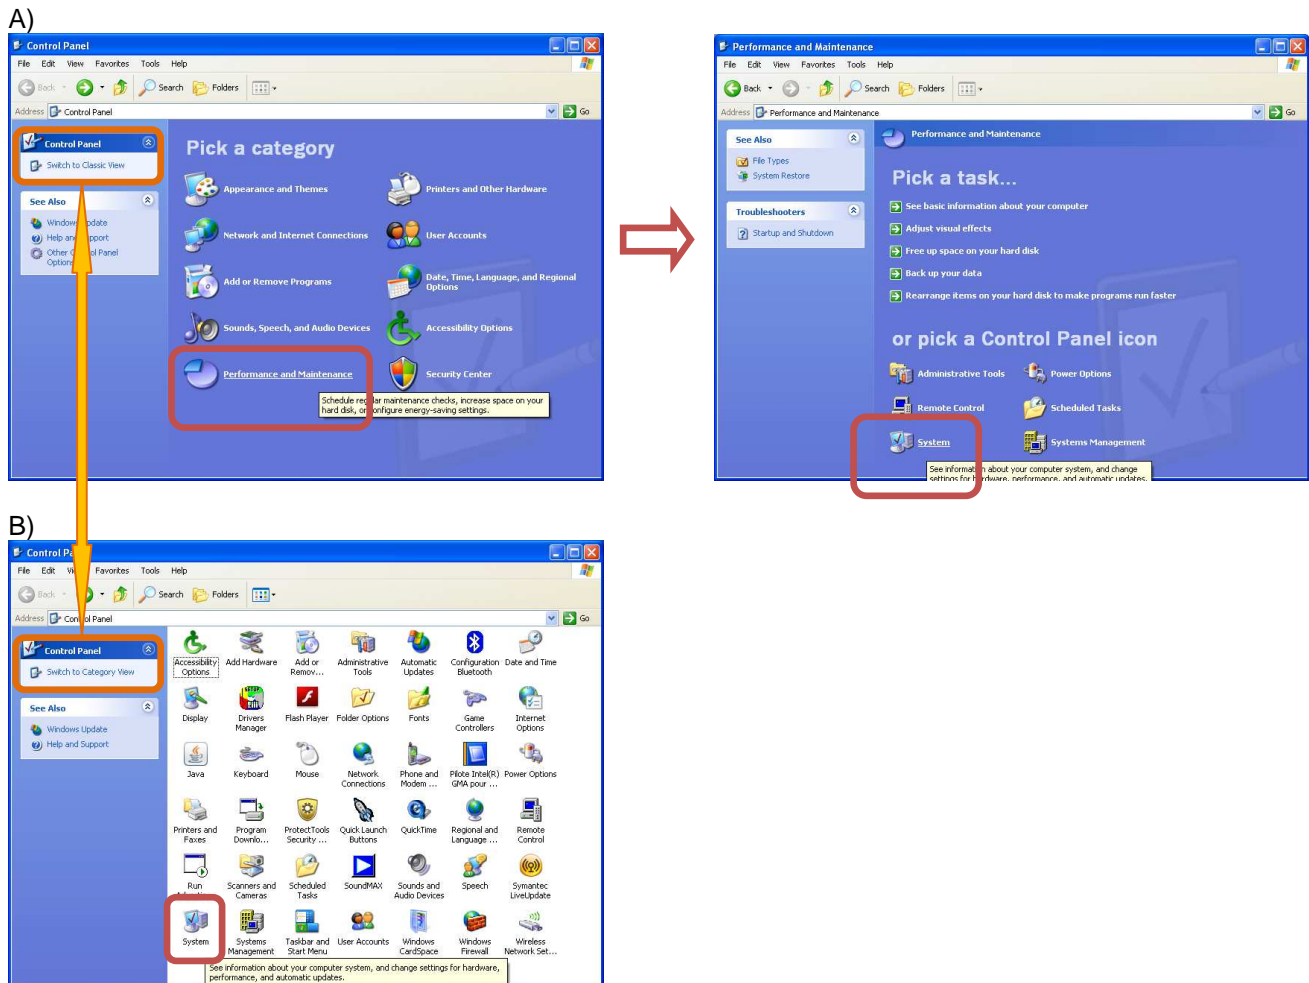 A)
Control Panel
File Edit View Favorites Tools Help
Back Search Folders
Address Control Panel Go
Control Panel
Switch to Classic View
See Also
Windows Update
Help and Support
Other Control Panel
Options
Pick a category
Appearance and Themes
Printers and Other Hardware
Network and Internet Connections
User Accounts
Add or Remove Programs
Date, Time, Language, and Regional
Options
Sounds, Speech, and Audio Devices
Accessibility Options
Performance and Maintenance
Security Center
Schedule regular maintenance checks, increase space on your
hard disk, or configure energy-saving settings.
Performance and Maintenance
File Edit View Favorites Tools Help
Back Search Folders
Address Performance and Maintenance Go
See Also
File Types
System Restore
Troubleshooters
Startup and Shutdown
Performance and Maintenance
Pick a task...
See basic information about your computer
Adjust visual effects
Free up space on your hard disk
Back up your data
Rearrange items on your hard disk to make programs run faster
or pick a Control Panel icon
Administrative Tools
Power Options
Remote Control
Scheduled Tasks
System
Systems Management
See information about your computer system, and change
settings for hardware, performance, and automatic updates.
B)
Control Panel
File Edit View Favorites Tools Help
Back Search Folders
Address Control Panel Go
Control Panel
Switch to Category View
See Also
Windows Update
Help and Support
Accessibility Add Hardware Add or Administrative Automatic Configuration Date and Time
Options Remov... Tools Updates Bluetooth
Display Drivers Flash Player Folder Options Fonts Game Internet
Manager Controllers Options
Java Keyboard Mouse Network Phone and Pilote Intel(R) Power Options
Connections Modem ... GMA pour ...
Printers and Program ProtectTools Quick Launch QuickTime Regional and Remote
Faxes Downlo... Security ... Buttons Language ... Control
Run Scanners and Scheduled SoundMAX Sounds and Speech Symantec
Cameras Tasks Audio Devices LiveUpdate
System Systems Taskbar and User Accounts Windows Windows Wireless
Management Start Menu CardSpace Firewall Network Set...
See information about your computer system, and change settings for hardware,
performance, and automatic updates.